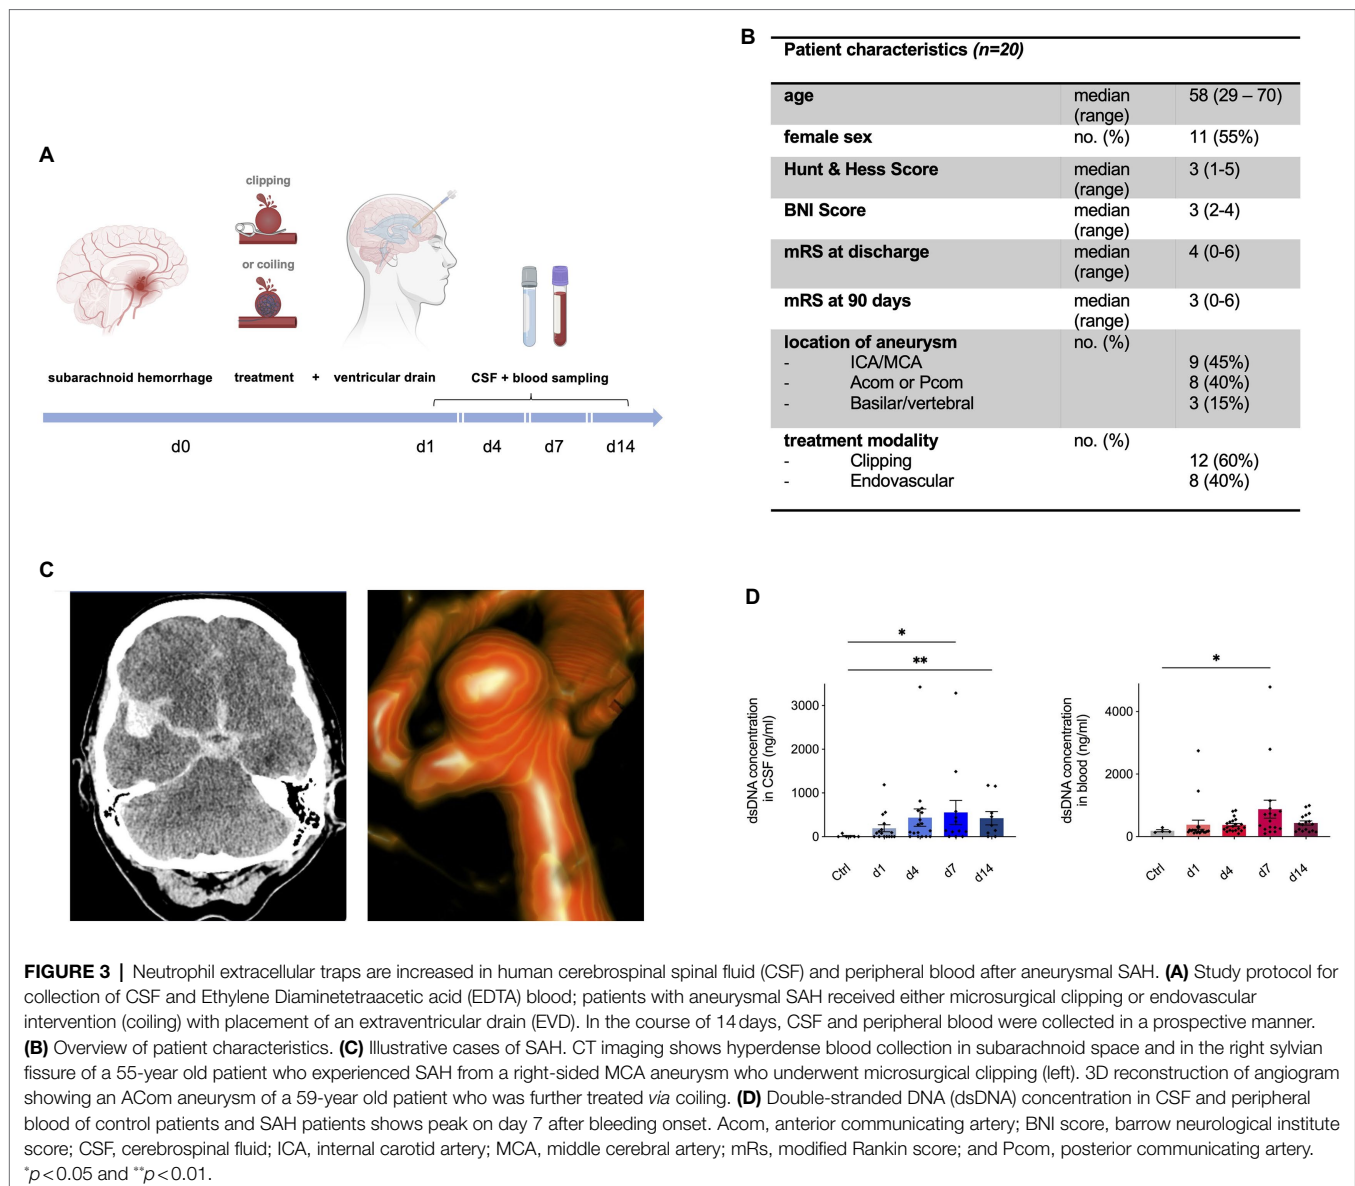 A
clipping
or coiling
subarachnoid hemorrhage treatment + ventricular drain CSF + blood sampling
d0 d1 d4 d7 d14
B
Patient characteristics (n=20)
age median (range) 58 (29 – 70)
female sex no. (%) 11 (55%)
Hunt & Hess Score median (range) 3 (1-5)
BNI Score median (range) 3 (2-4)
mRS at discharge median (range) 4 (0-6)
mRS at 90 days median (range) 3 (0-6)
location of aneurysm no. (%)
- ICA/MCA 9 (45%)
- Acom or Pcom 8 (40%)
- Basilar/vertebral 3 (15%)
treatment modality no. (%)
- Clipping 12 (60%)
- Endovascular 8 (40%)
C
D
dsDNA concentration
in CSF (ng/ml)
*
**
3000
2000
1000
0
Ctrl d1 d4 d7 d14
dsDNA concentration
in blood (ng/ml)
*
4000
2000
0
Ctrl d1 d4 d7 d14
FIGURE 3 | Neutrophil extracellular traps are increased in human cerebrospinal spinal fluid (CSF) and peripheral blood after aneurysmal SAH. (A) Study protocol for
collection of CSF and Ethylene Diaminetetraacetic acid (EDTA) blood; patients with aneurysmal SAH received either microsurgical clipping or endovascular
intervention (coiling) with placement of an extraventricular drain (EVD). In the course of 14 days, CSF and peripheral blood were collected in a prospective manner.
(B) Overview of patient characteristics. (C) Illustrative cases of SAH. CT imaging shows hyperdense blood collection in subarachnoid space and in the right sylvian
fissure of a 55-year old patient who experienced SAH from a right-sided MCA aneurysm who underwent microsurgical clipping (left). 3D reconstruction of angiogram
showing an ACom aneurysm of a 59-year old patient who was further treated via coiling. (D) Double-stranded DNA (dsDNA) concentration in CSF and peripheral
blood of control patients and SAH patients shows peak on day 7 after bleeding onset. Acom, anterior communicating artery; BNI score, barrow neurological institute
score; CSF, cerebrospinal fluid; ICA, internal carotid artery; MCA, middle cerebral artery; mRs, modified Rankin score; and Pcom, posterior communicating artery.
*p<0.05 and **p<0.01.